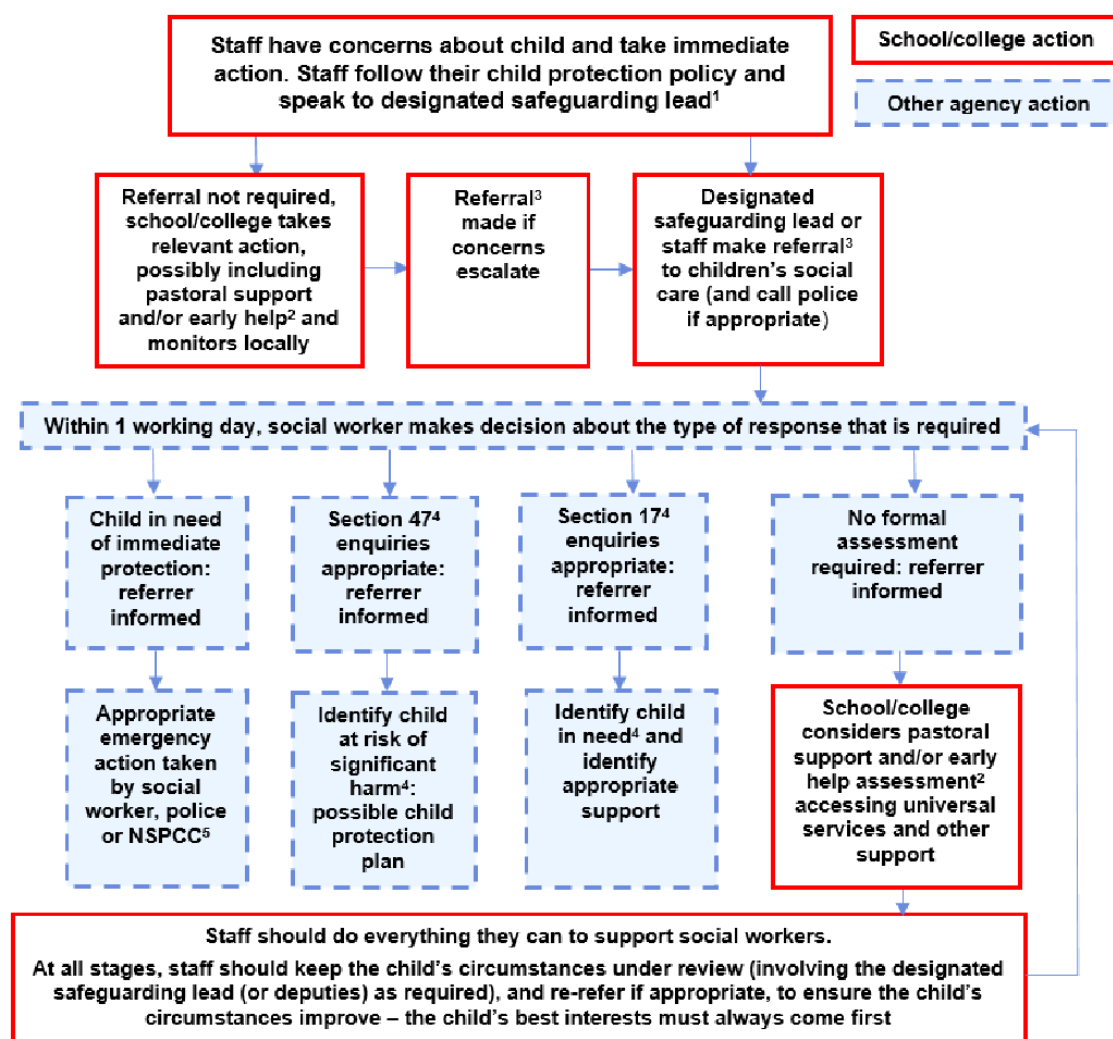 Staff have concerns about child and take immediate
action. Staff follow their child protection policy and
speak to designated safeguarding lead¹
School/college action
Other agency action
Referral not required,
school/college takes
relevant action,
possibly including
pastoral support
and/or early help² and
monitors locally
Referral³
made if
concerns
escalate
Designated
safeguarding lead or
staff make referral³
to children’s social
care (and call police
if appropriate)
Within 1 working day, social worker makes decision about the type of response that is required
Child in need
of immediate
protection:
referrer
informed
Section 47⁴
enquiries
appropriate:
referrer
informed
Section 17⁴
enquiries
appropriate:
referrer
informed
No formal
assessment
required: referrer
informed
Appropriate
emergency
action taken
by social
worker, police
or NSPCC⁵
Identify child
at risk of
significant
harm⁴:
possible child
protection
plan
Identify child
in need⁴ and
identify
appropriate
support
School/college
considers pastoral
support and/or early
help assessment²
accessing universal
services and other
support
Staff should do everything they can to support social workers.
At all stages, staff should keep the child’s circumstances under review (involving the designated
safeguarding lead (or deputies) as required), and re-refer if appropriate, to ensure the child’s
circumstances improve – the child’s best interests must always come first